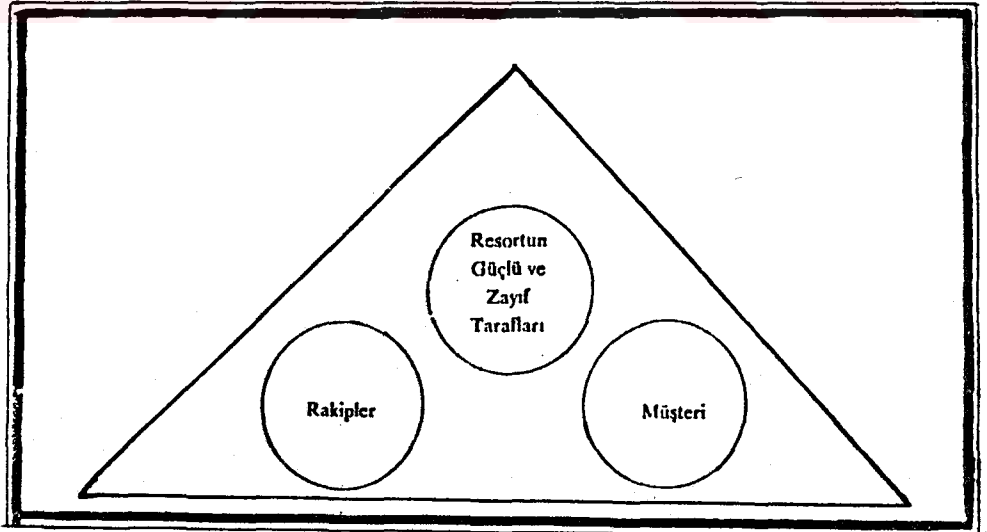 Resortun
Güçlü ve
Zayıf
Tarafları
Rakipler
Müşteri